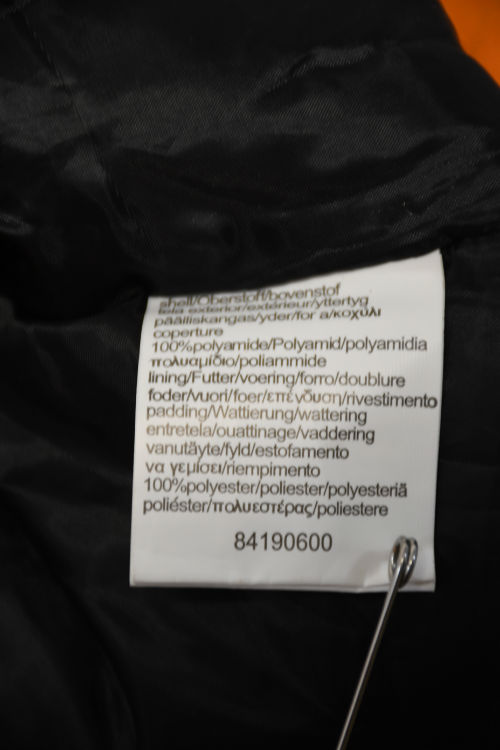 shell/Oberstoff/bovenstof
tela exterior/extérieur/yttertyg
päälliskangas/yder/for a/κοχύλι
coperture
100%polyamide/Polyamid/polyamidia
πολυαμίδιο/poliammide
lining/Futter/voering/forro/doublure
foder/vuori/foer/επένδυση/rivestimento
padding/Wattierung/wattering
entretela/ouattinage/vaddering
vanutäyte/fyld/estofamento
να γεμίσει/riempimento
100%polyester/poliester/polyesteriä
poliéster/πολυεστέρας/poliestere
84190600